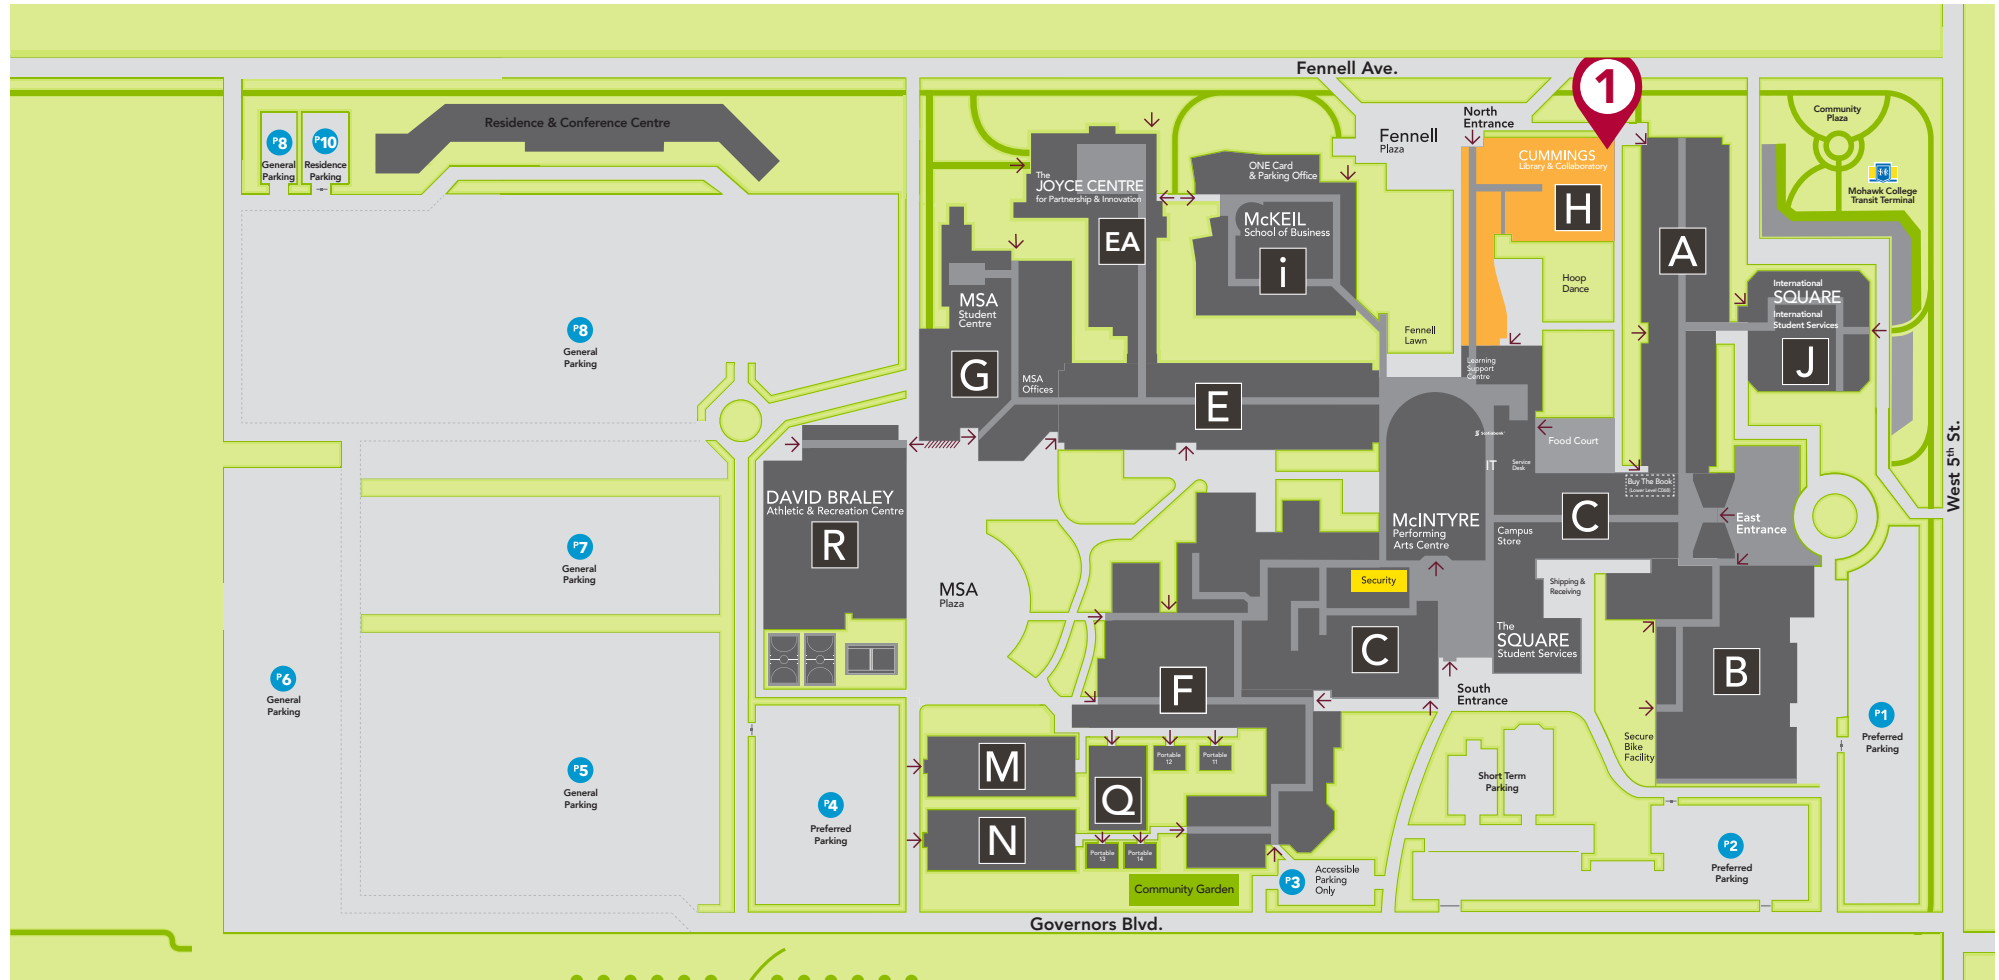 Fennell Ave.
1
Residence & Conference Centre
P8
General
Parking
P10
Residence
Parking
North
Entrance
Fennell
Plaza
Community
Plaza
Mohawk College
Transit Terminal
The
JOYCE CENTRE
for Partnership & Innovation
EA
ONE Card
& Parking Office
McKEIL
School of Business
i
CUMMINGS
Library & Collaboratory
H
A
Hoop
Dance
International
SQUARE
International
Student Services
J
MSA
Student
Centre
G
MSA
Offices
E
Fennell
Lawn
Learning
Support
Centre
P8
General
Parking
Scotiabank
IT
Service
Desk
Food Court
Buy The Book
(Lower Level C068)
West 5th St.
DAVID BRALEY
Athletic & Recreation Centre
R
McINTYRE
Performing
Arts Centre
Campus
Store
C
East
Entrance
P7
General
Parking
MSA
Plaza
Security
Shipping &
Receiving
The
SQUARE
Student Services
C
F
B
South
Entrance
P6
General
Parking
P1
Preferred
Parking
Secure
Bike
Facility
M
Portable
12
Portable
11
Q
Short Term
Parking
P5
General
Parking
P4
Preferred
Parking
N
Portable
13
Portable
14
P2
Preferred
Parking
Community Garden
P3
Accessible
Parking
Only
Governors Blvd.